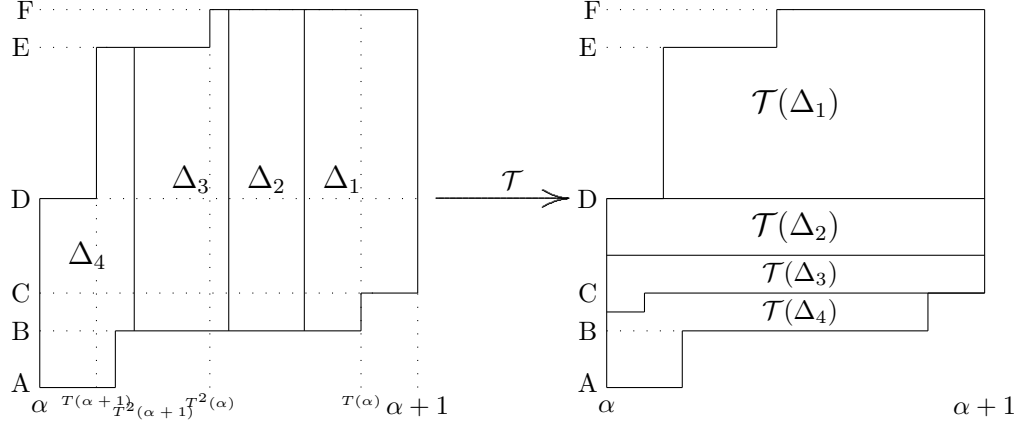 F F
E E
𝒯(Δ₁)
Δ₃ Δ₂ Δ₁ 𝒯
D D
𝒯(Δ₂)
Δ₄
𝒯(Δ₃)
C C
𝒯(Δ₄)
B B
A A
α T(α+1) T²(α+1) T²(α) T(α) α + 1 α α + 1